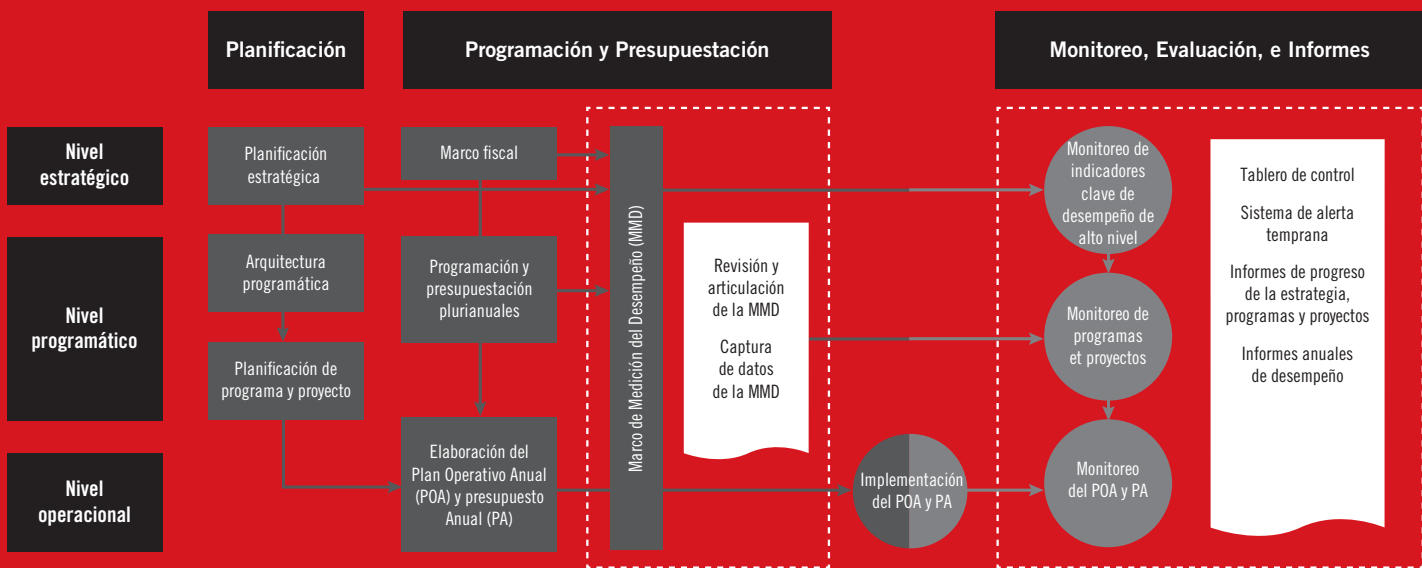 Planificación
Programación y Presupuestación
Monitoreo, Evaluación, e Informes
Nivel
estratégico
Planificación
estratégica
Marco fiscal
Monitoreo de
indicadores
clave de
desempeño de
alto nivel
Nivel
programático
Arquitectura
programática
Planificación de
programa y proyecto
Programación y
presupuestación
plurianuales
Marco de Medición del Desempeño (MMD)
Revisión y
articulación
de la MMD
Captura
de datos
de la MMD
Monitoreo de
programas
et proyectos
Tablero de control
Sistema de alerta
temprana
Informes de progreso
de la estrategia,
programas y proyectos
Informes anuales
de desempeño
Nivel
operacional
Elaboración del
Plan Operativo Anual
(POA) y presupuesto
Anual (PA)
Implementación
del POA y PA
Monitoreo
del POA y PA